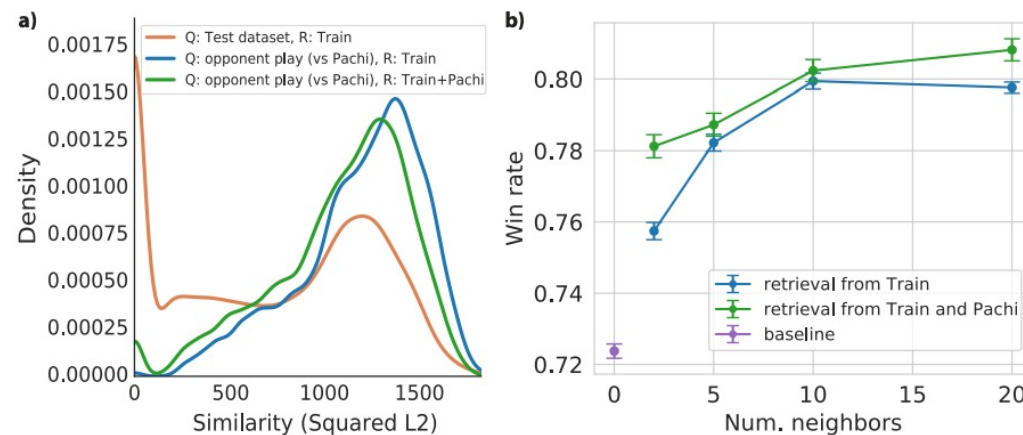 a)
Q: Test dataset, R: Train
Q: opponent play (vs Pachi), R: Train
Q: opponent play (vs Pachi), R: Train+Pachi
Density
0.00175
0.00150
0.00125
0.00100
0.00075
0.00050
0.00025
0.00000
0 500 1000 1500
Similarity (Squared L2)
b)
Win rate
0.80
0.78
0.76
0.74
0.72
retrieval from Train
retrieval from Train and Pachi
baseline
0 5 10 15 20
Num. neighbors